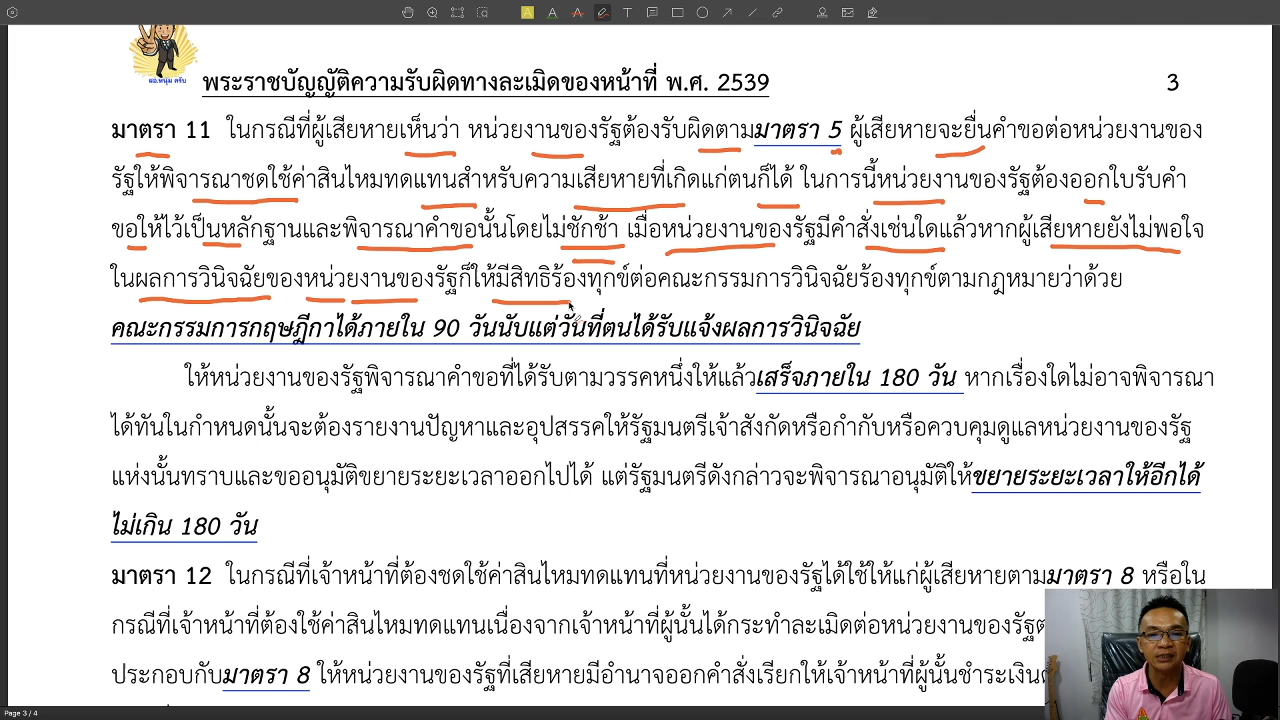 ผอ.หนุ่ม ครับ
พระราชบัญญัติความรับผิดทางละเมิดของหน้าที่ พ.ศ. 2539 3
มาตรา 11 ในกรณีที่ผู้เสียหายเห็นว่า หน่วยงานของรัฐต้องรับผิดตามมาตรา 5 ผู้เสียหายจะยื่นคำขอต่อหน่วยงานของ
รัฐให้พิจารณาชดใช้ค่าสินไหมทดแทนสำหรับความเสียหายที่เกิดแก่ตนก็ได้ ในการนี้หน่วยงานของรัฐต้องออกใบรับคำ
ขอให้ไว้เป็นหลักฐานและพิจารณาคำขอนั้นโดยไม่ชักช้า เมื่อหน่วยงานของรัฐมีคำสั่งเช่นใดแล้วหากผู้เสียหายยังไม่พอใจ
ในผลการวินิจฉัยของหน่วยงานของรัฐก็ให้มีสิทธิร้องทุกข์ต่อคณะกรรมการวินิจฉัยร้องทุกข์ตามกฎหมายว่าด้วย
คณะกรรมการกฤษฎีกาได้ภายใน 90 วันนับแต่วันที่ตนได้รับแจ้งผลการวินิจฉัย
ให้หน่วยงานของรัฐพิจารณาคำขอที่ได้รับตามวรรคหนึ่งให้แล้วเสร็จภายใน 180 วัน หากเรื่องใดไม่อาจพิจารณา
ได้ทันในกำหนดนั้นจะต้องรายงานปัญหาและอุปสรรคให้รัฐมนตรีเจ้าสังกัดหรือกำกับหรือควบคุมดูแลหน่วยงานของรัฐ
แห่งนั้นทราบและขออนุมัติขยายระยะเวลาออกไปได้ แต่รัฐมนตรีดังกล่าวจะพิจารณาอนุมัติให้ขยายระยะเวลาให้อีกได้
ไม่เกิน 180 วัน
มาตรา 12 ในกรณีที่เจ้าหน้าที่ต้องชดใช้ค่าสินไหมทดแทนที่หน่วยงานของรัฐได้ใช้ให้แก่ผู้เสียหายตามมาตรา 8 หรือใน
กรณีที่เจ้าหน้าที่ต้องใช้ค่าสินไหมทดแทนเนื่องจากเจ้าหน้าที่ผู้นั้นได้กระทำละเมิดต่อหน่วยงานของรัฐ
ประกอบกับมาตรา 8 ให้หน่วยงานของรัฐที่เสียหายมีอำนาจออกคำสั่งเรียกให้เจ้าหน้าที่ผู้นั้นชำระเงิน
Page 3 / 4